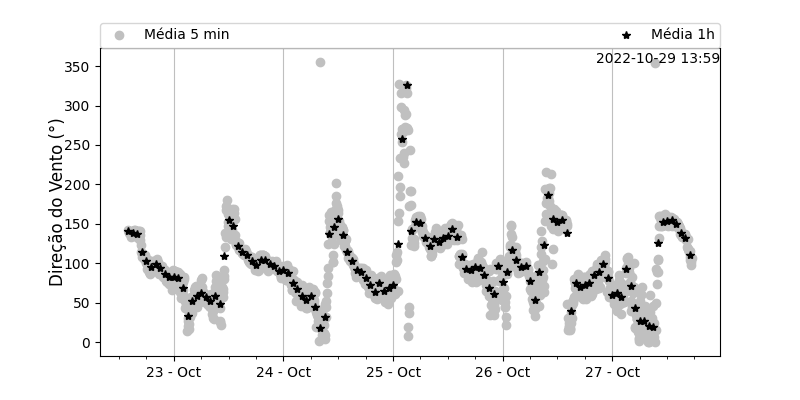 Média 5 min
Média 1h
2022-10-29 13:59
Direção do Vento (°)
350
300
250
200
150
100
50
0
23 - Oct
24 - Oct
25 - Oct
26 - Oct
27 - Oct